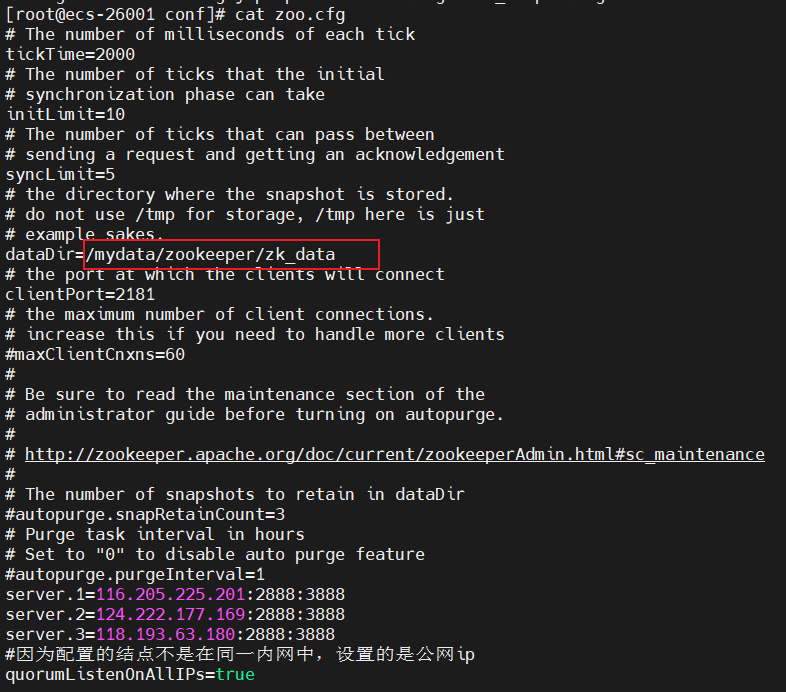 [root@ecs-26001 conf]# cat zoo.cfg
# The number of milliseconds of each tick
tickTime=2000
# The number of ticks that the initial
# synchronization phase can take
initLimit=10
# The number of ticks that can pass between
# sending a request and getting an acknowledgement
syncLimit=5
# the directory where the snapshot is stored.
# do not use /tmp for storage, /tmp here is just
# example sakes.
dataDir=/mydata/zookeeper/zk_data
# the port at which the clients will connect
clientPort=2181
# the maximum number of client connections.
# increase this if you need to handle more clients
#maxClientCnxns=60
#
# Be sure to read the maintenance section of the
# administrator guide before turning on autopurge.
#
# http://zookeeper.apache.org/doc/current/zookeeperAdmin.html#sc_maintenance
#
# The number of snapshots to retain in dataDir
#autopurge.snapRetainCount=3
# Purge task interval in hours
# Set to "0" to disable auto purge feature
#autopurge.purgeInterval=1
server.1=116.205.225.201:2888:3888
server.2=124.222.177.169:2888:3888
server.3=118.193.63.180:2888:3888
#因为配置的结点不是在同一内网中，设置的是公网ip
quorumListenOnAllIPs=true